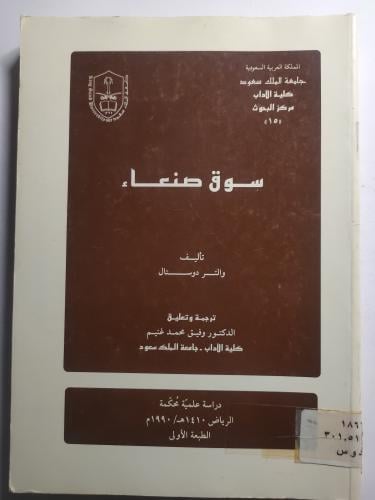 المملكة العربية السعودية
جامعة الملك سعود
كلية الآداب
مركز البحوث
«١٥»
سوق صنعاء
تأليف
والتر دوستال
ترجمة وتعليق
الدكتور وفيق محمد غنيم
كلية الآداب - جامعة الملك سعود
دراسة علمية محكمة
الرياض ١٤١٠هـ/١٩٩٠م
الطبعة الأولى